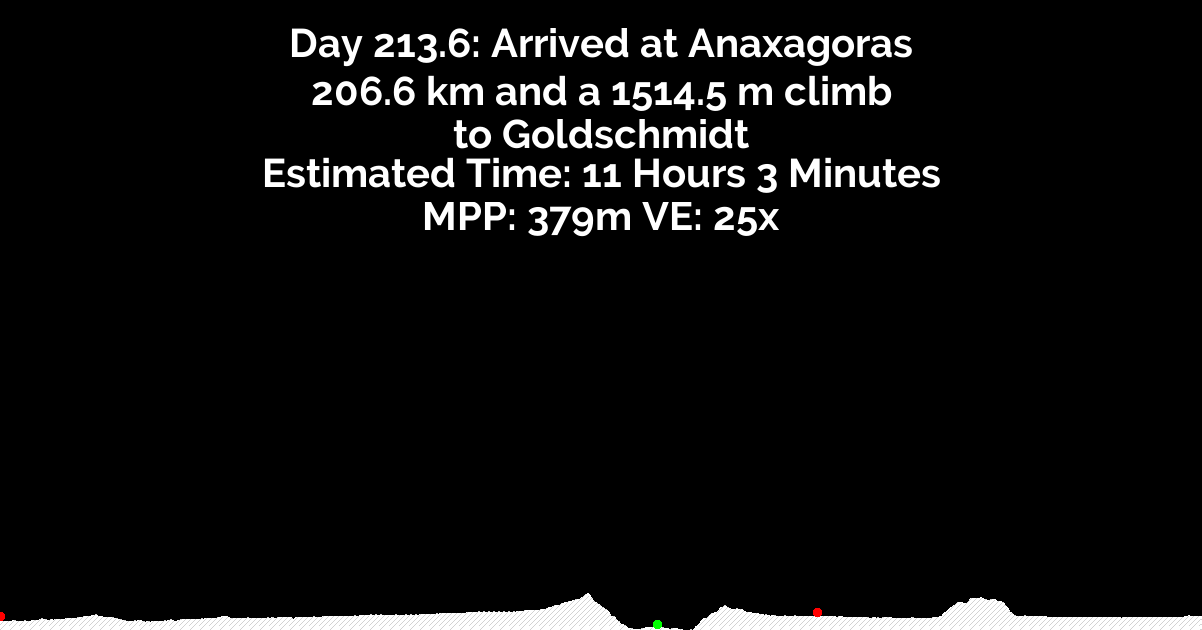 Day 213.6: Arrived at Anaxagoras
206.6 km and a 1514.5 m climb
to Goldschmidt
Estimated Time: 11 Hours 3 Minutes
MPP: 379m VE: 25x